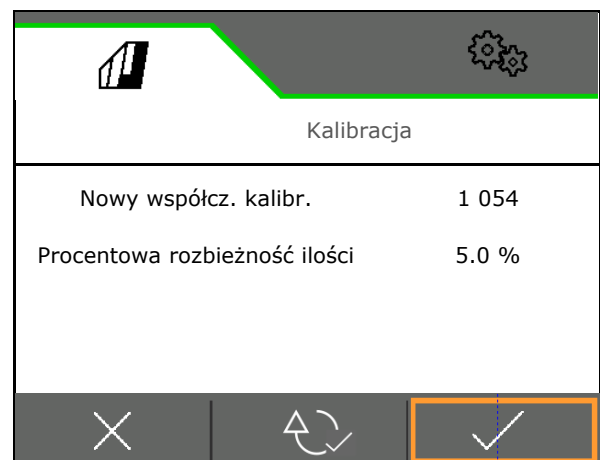 Kalibracja
Nowy współcz. kalibr. 1 054
Procentowa rozbieżność ilości 5.0 %